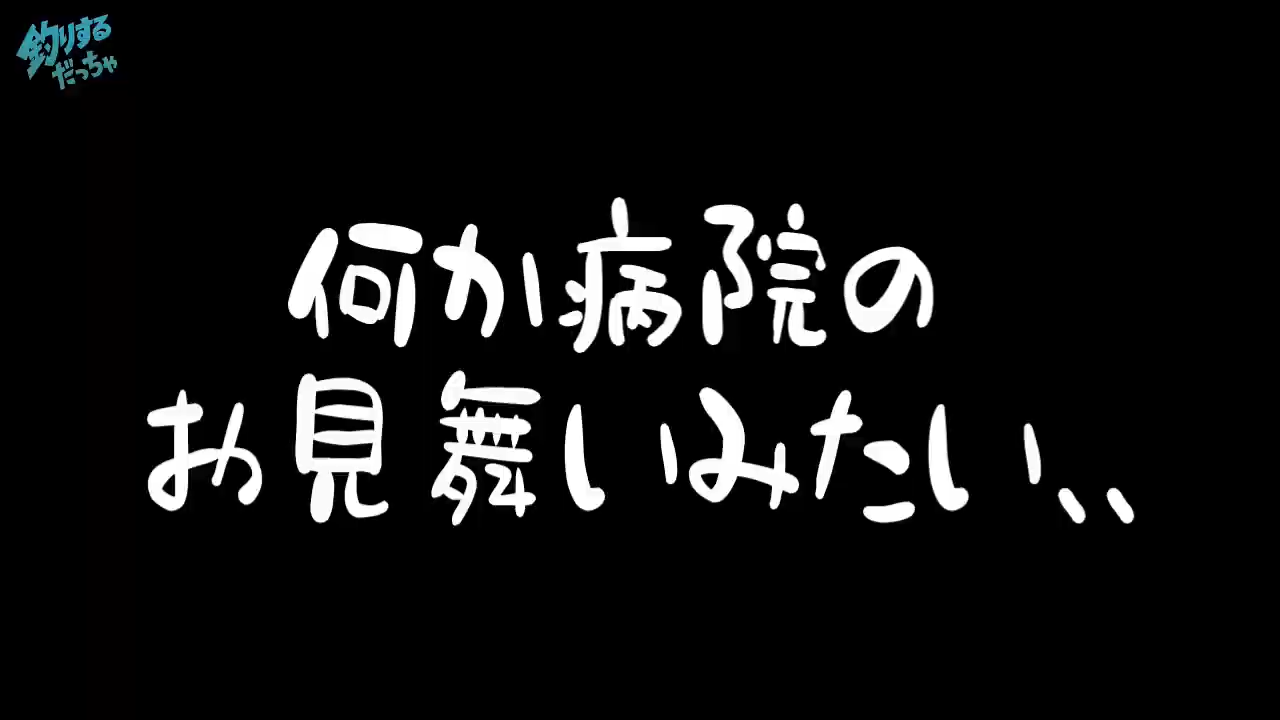 釣りする
だっちゃ
何か病院の
お見舞いみたい、、